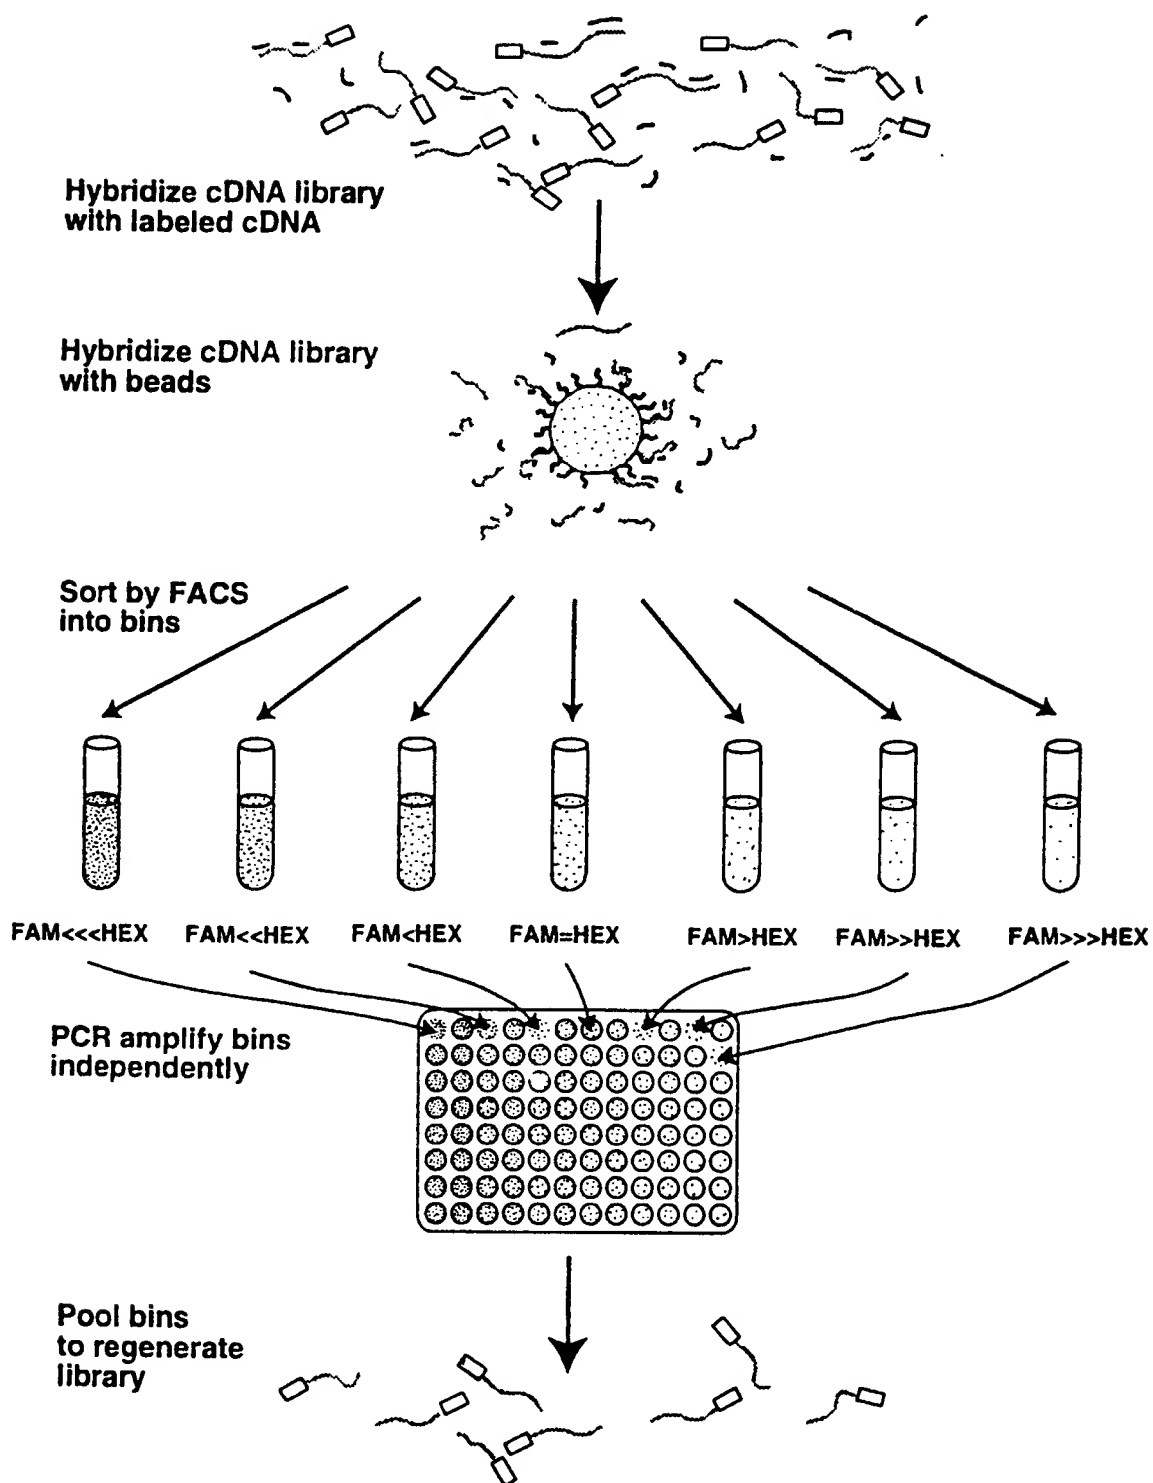 Hybridize cDNA library
with labeled cDNA
Hybridize cDNA library
with beads
Sort by FACS
into bins
FAM<<<HEX
FAM<<HEX
FAM<HEX
FAM=HEX
FAM>HEX
FAM>>HEX
FAM>>>HEX
PCR amplify bins
independently
Pool bins
to regenerate
library